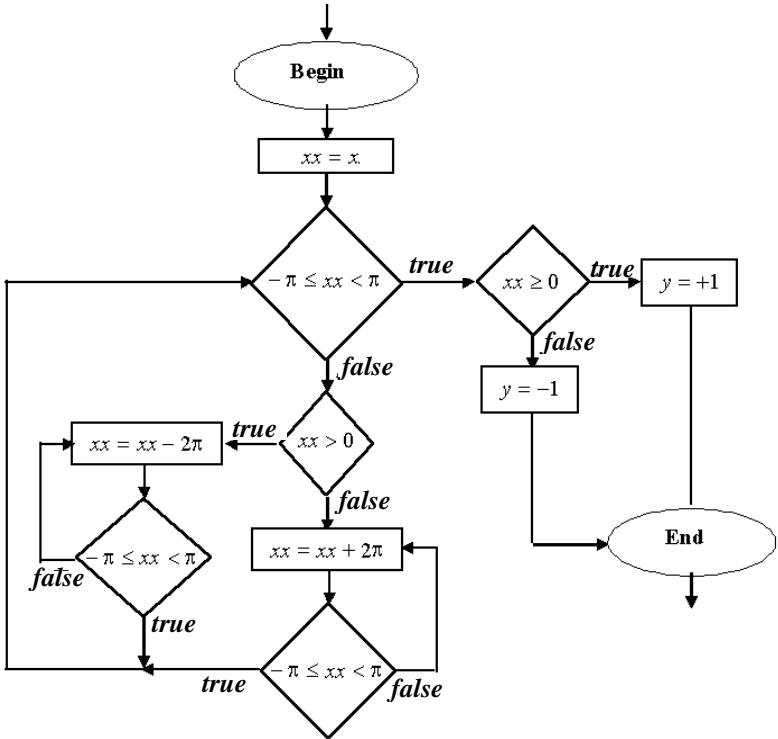 Begin
xx = x.
− π ≤ xx < π
true
xx ≥ 0
true
y = +1
false
y = −1
false
xx > 0
true
xx = xx − 2π
false
xx = xx + 2π
− π ≤ xx < π
false
true
− π ≤ xx < π
true
false
End